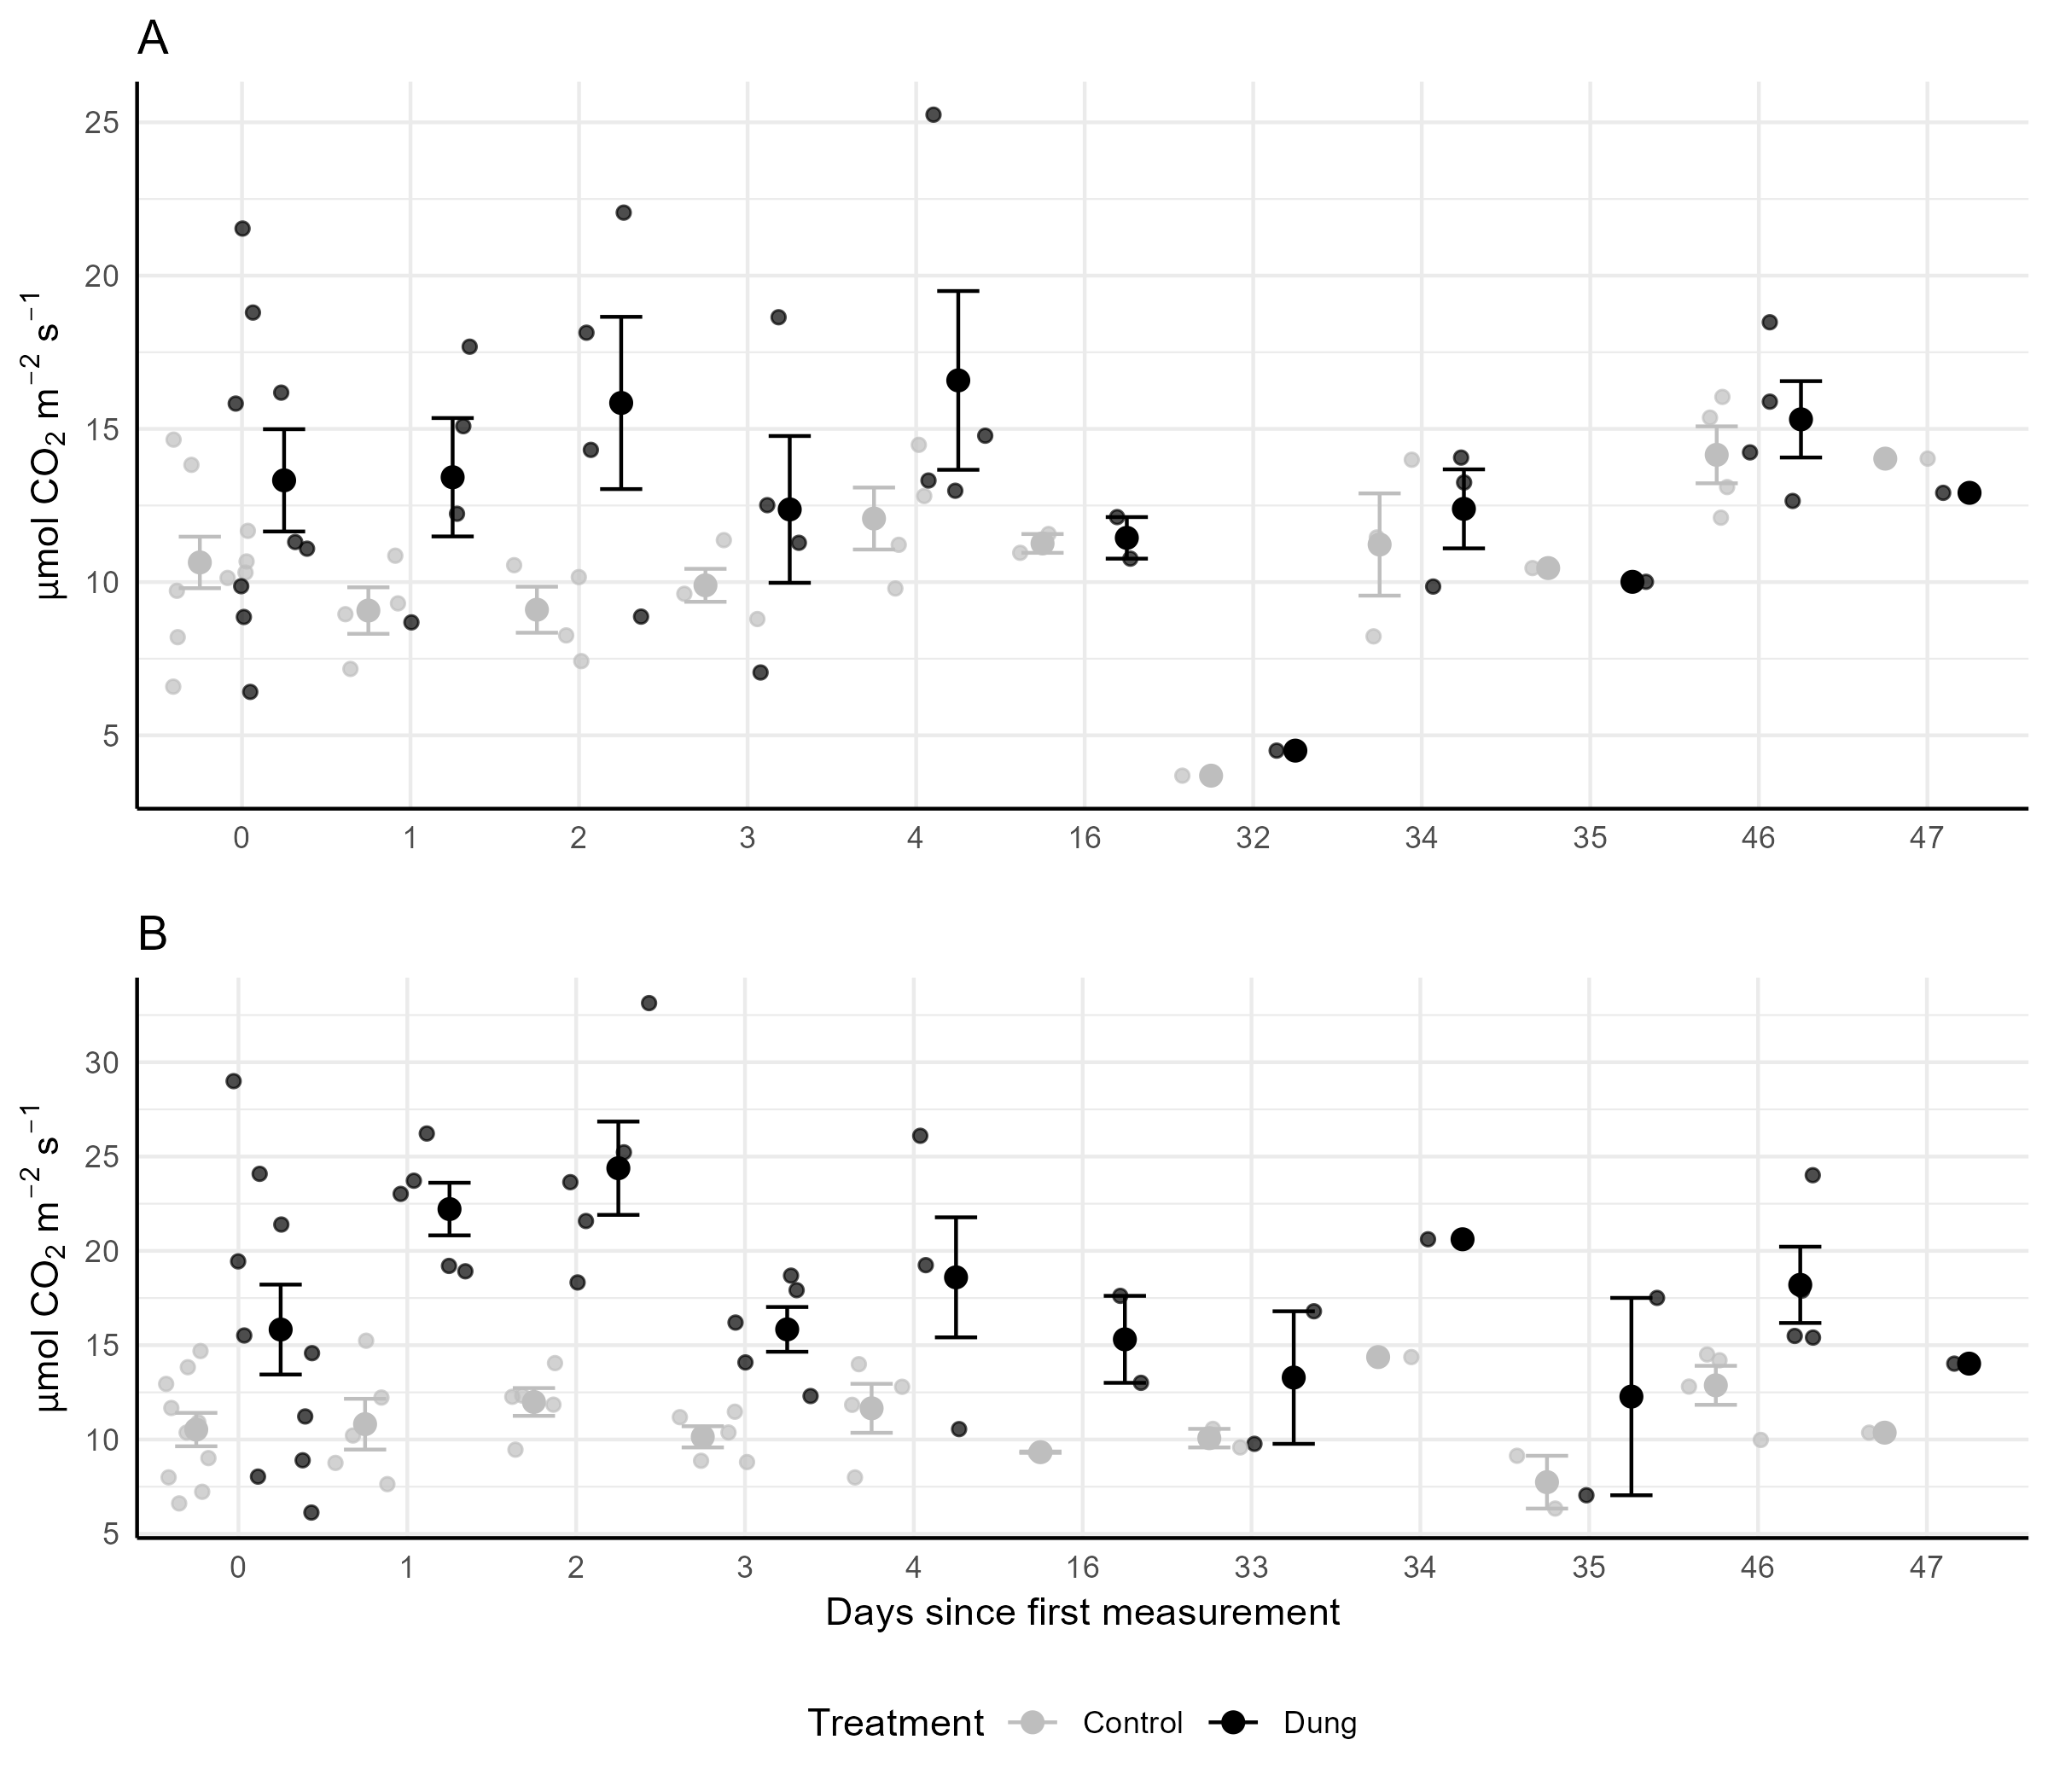 A
25
20
15
10
5
µmol CO₂ m⁻² s⁻¹
0 1 2 3 4 16 32 34 35 46 47
B
30
25
20
15
10
5
µmol CO₂ m⁻² s⁻¹
0 1 2 3 4 16 33 34 35 46 47
Days since first measurement
Treatment Control Dung